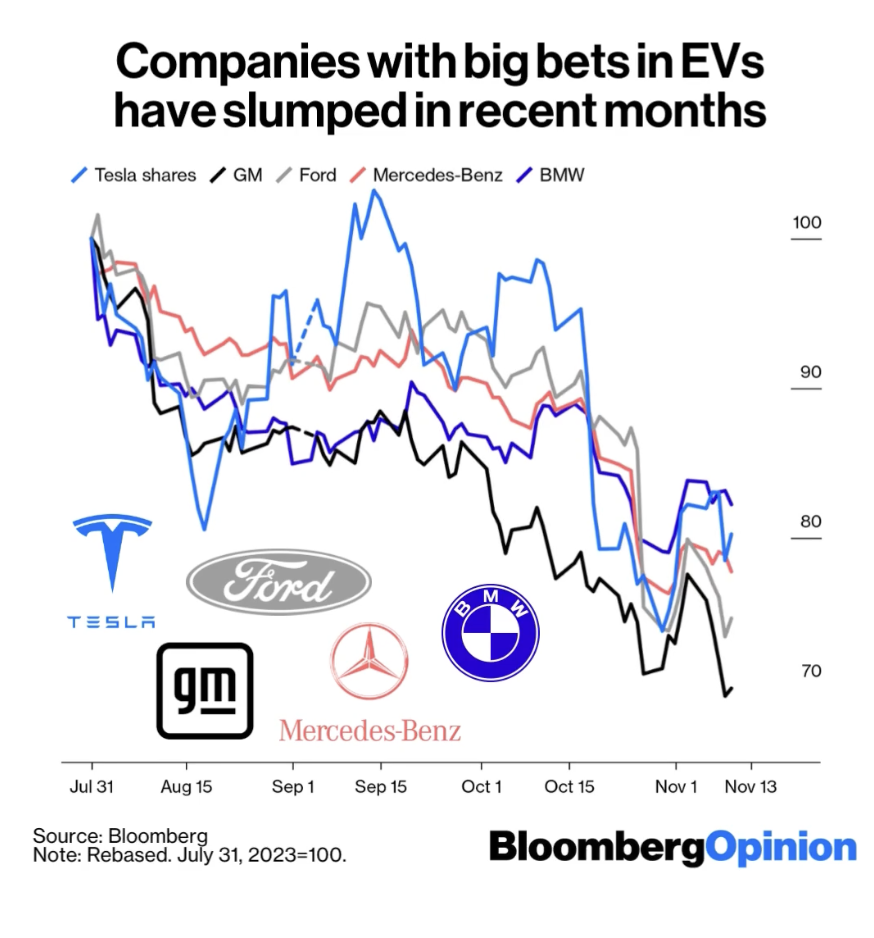 Companies with big bets in EVs
have slumped in recent months
Tesla shares GM Ford Mercedes-Benz BMW
100
90
80
70
TESLA
Ford
BMW
gm
Mercedes-Benz
Jul 31 Aug 15 Sep 1 Sep 15 Oct 1 Oct 15 Nov 1 Nov 13
Source: Bloomberg
Note: Rebased. July 31, 2023=100.
BloombergOpinion